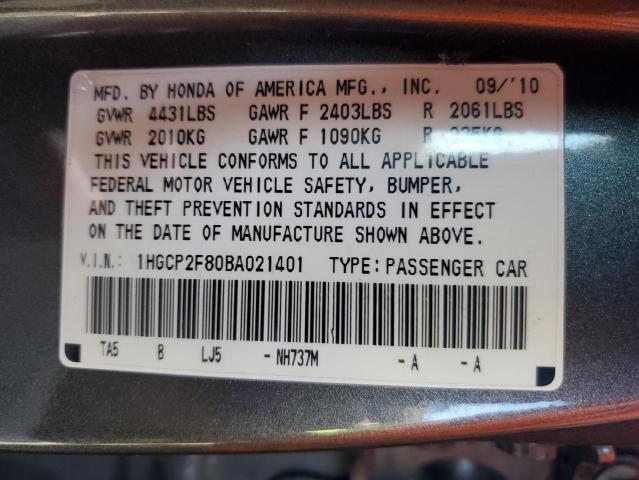 MFD. BY HONDA OF AMERICA MFG., INC. 09/'10
GVWR 4431LBS GAWR F 2403LBS R 2061LBS
GVWR 2010KG GAWR F 1090KG R
THIS VEHICLE CONFORMS TO ALL APPLICABLE
FEDERAL MOTOR VEHICLE SAFETY, BUMPER,
AND THEFT PREVENTION STANDARDS IN EFFECT
ON THE DATE OF MANUFACTURE SHOWN ABOVE.
V.I.N.: 1HGCP2F80BA021401 TYPE: PASSENGER CAR
TA5 B LJ5 - NH737M - A - A